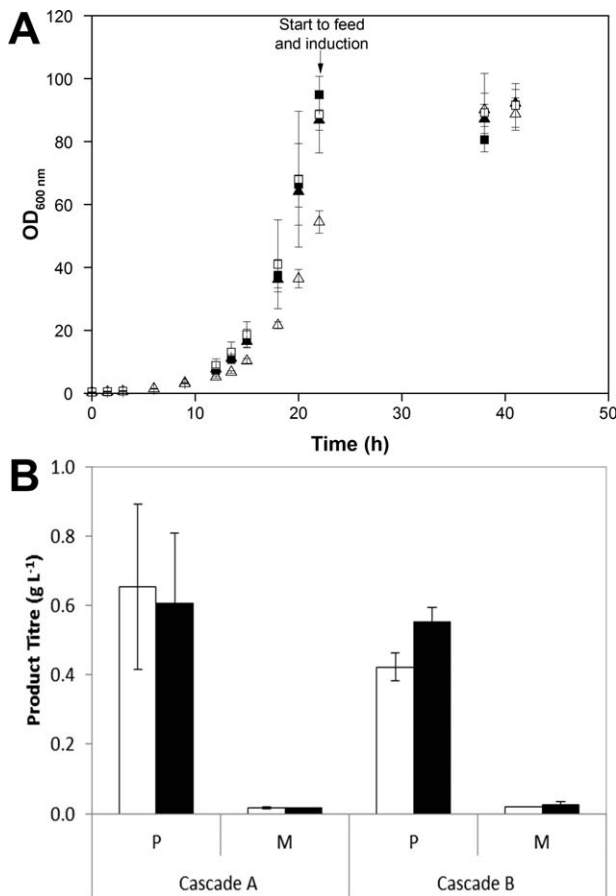 A
Start to feed
and induction
120
100
80
60
40
20
0
OD600 nm
0 10 20 30 40 50
Time (h)
B
1.0
0.8
0.6
0.4
0.2
0.0
Product Titre (g L-1)
P M P M
Cascade A Cascade B